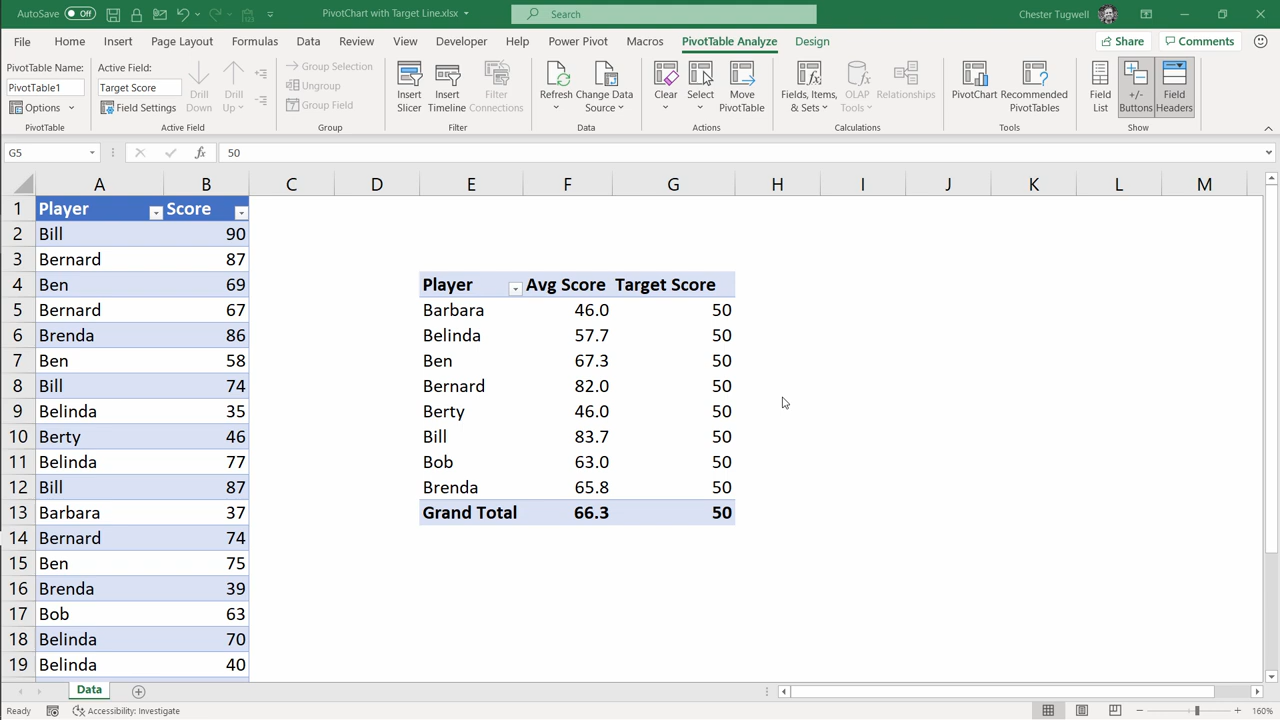 AutoSave Off PivotChart with Target Line.xlsx Search Chester Tugwell
File Home Insert Page Layout Formulas Data Review View Developer Help Power Pivot Macros PivotTable Analyze Design Share Comments
PivotTable Name: Active Field:
PivotTable1 Target Score
Options Drill Down Drill Up Field Settings
Group Selection
Ungroup
Group Field
Insert Slicer Insert Timeline Filter Connections Refresh Change Data Source Clear Select Move PivotTable Fields, Items, & Sets OLAP Tools Relationships PivotChart Recommended PivotTables Field List +/- Buttons Field Headers
PivotTable Active Field Group Filter Data Actions Calculations Tools Show
G5 fx 50
A B C D E F G H I J K L M
1 Player Score
2 Bill 90
3 Bernard 87
4 Ben 69 Player Avg Score Target Score
5 Bernard 67 Barbara 46.0 50
6 Brenda 86 Belinda 57.7 50
7 Ben 58 Ben 67.3 50
8 Bill 74 Bernard 82.0 50
9 Belinda 35 Berty 46.0 50
10 Berty 46 Bill 83.7 50
11 Belinda 77 Bob 63.0 50
12 Bill 87 Brenda 65.8 50
13 Barbara 37 Grand Total 66.3 50
14 Bernard 74
15 Ben 75
16 Brenda 39
17 Bob 63
18 Belinda 70
19 Belinda 40
Data
Ready Accessibility: Investigate 160%